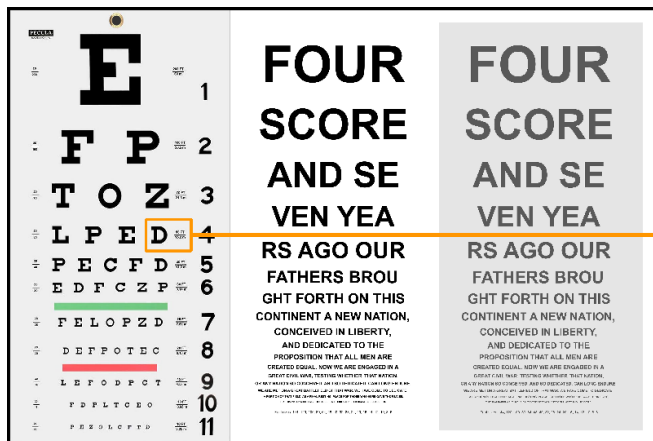 E 1
F P 2
T O Z 3
L P E D 4
P E C F D 5
E D F C Z P 6
F E L O P Z D 7
D E F P O T E C 8
L E F O D P C T 9
F D P L T C E O 10
P E Z O L C F T D 11
FOUR
SCORE
AND SE
VEN YEA
RS AGO OUR
FATHERS BROU
GHT FORTH ON THIS
CONTINENT A NEW NATION,
CONCEIVED IN LIBERTY,
AND DEDICATED TO THE
PROPOSITION THAT ALL MEN ARE
CREATED EQUAL. NOW WE ARE ENGAGED IN A
GREAT CIVIL WAR, TESTING WHETHER THAT NATION,
FOUR
SCORE
AND SE
VEN YEA
RS AGO OUR
FATHERS BROU
GHT FORTH ON THIS
CONTINENT A NEW NATION,
CONCEIVED IN LIBERTY,
AND DEDICATED TO THE
PROPOSITION THAT ALL MEN ARE
CREATED EQUAL. NOW WE ARE ENGAGED IN A
GREAT CIVIL WAR, TESTING WHETHER THAT NATION,